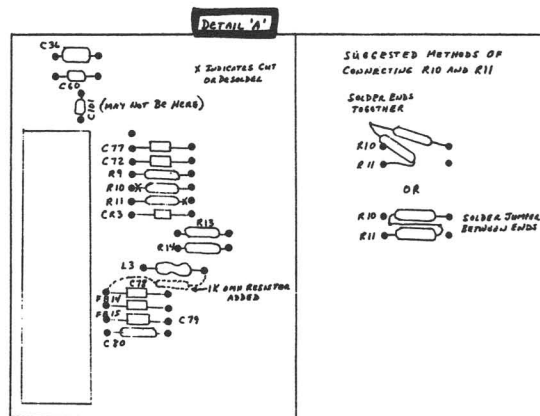 DETAIL 'A'
C36
C60
C101
(MAY NOT BE HERE)
X INDICATES CUT
OR DESOLDER
C77
C72
R9
R10
R11
CR3
R13
R14
L3
C78
1K OHM RESISTOR
ADDED
FB14
FB15
C79
C80
SUGGESTED METHODS OF
CONNECTING R10 AND R11
SOLDER ENDS
TOGETHER
R10
R11
OR
R10
R11
SOLDER JUMPER
BETWEEN ENDS